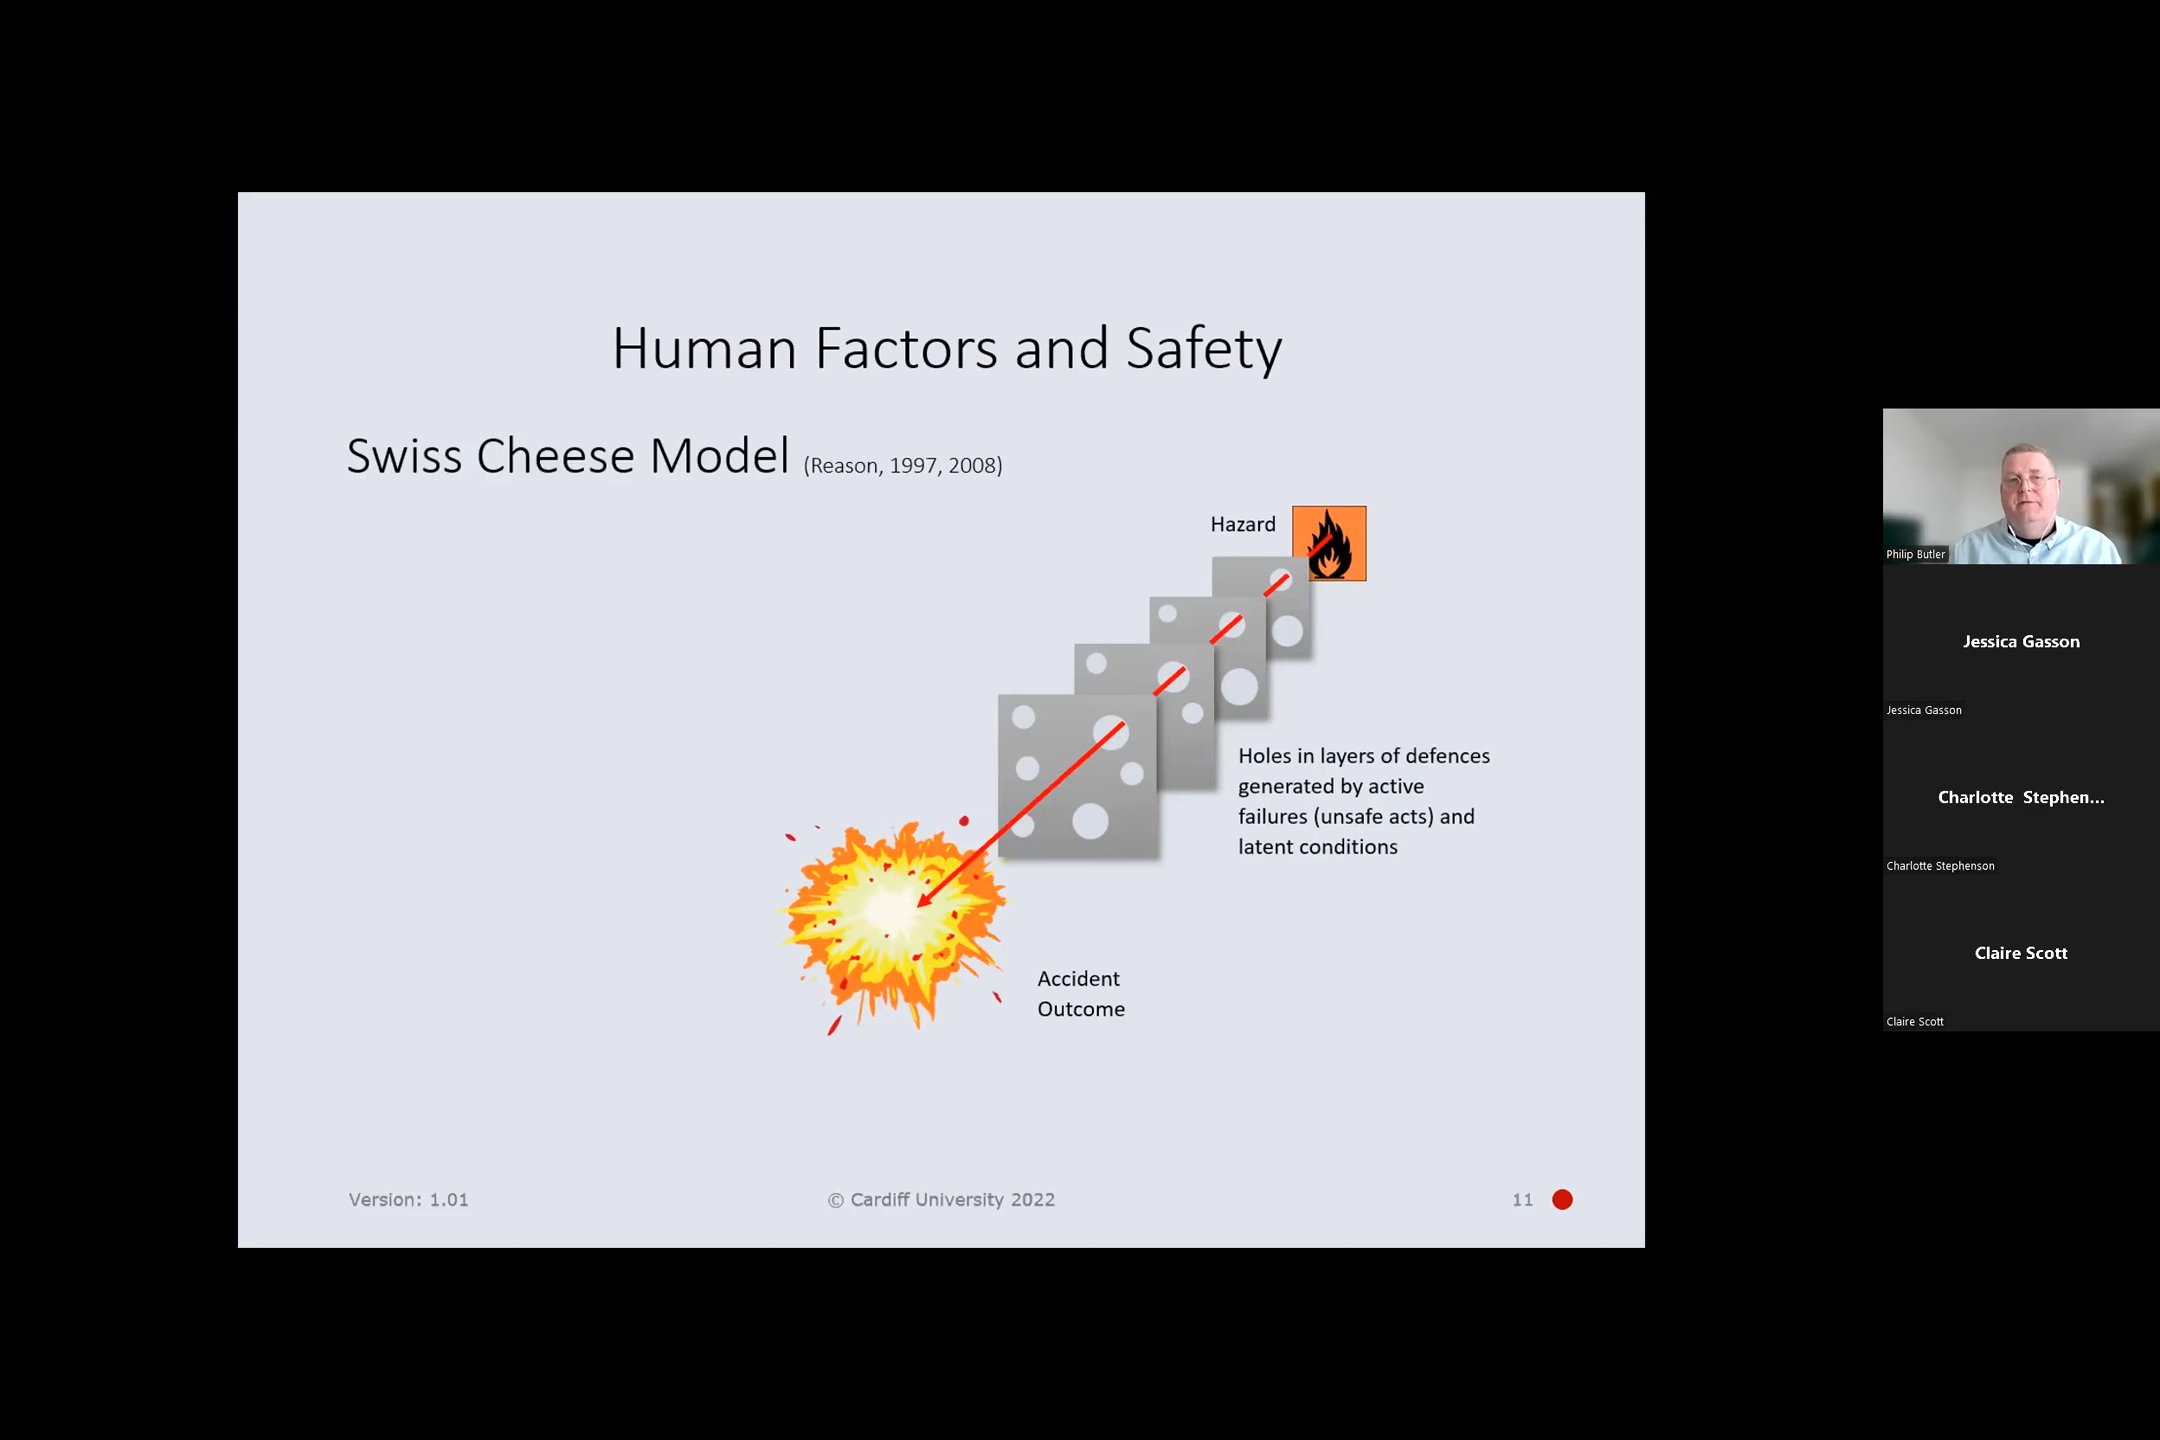 Human Factors and Safety
Swiss Cheese Model (Reason, 1997, 2008)
Hazard
Holes in layers of defences
generated by active
failures (unsafe acts) and
latent conditions
Accident
Outcome
Version: 1.01
© Cardiff University 2022
11
Philip Butler
Jessica Gasson
Jessica Gasson
Charlotte Stephen...
Charlotte Stephenson
Claire Scott
Claire Scott